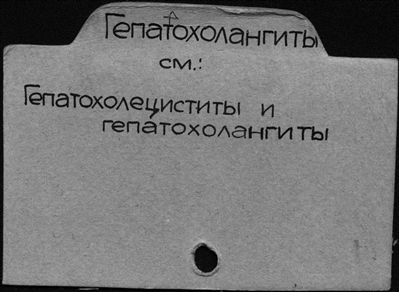 Гепатохолангиты
см.:
Гепатохолециститы и
гепатохолангиты